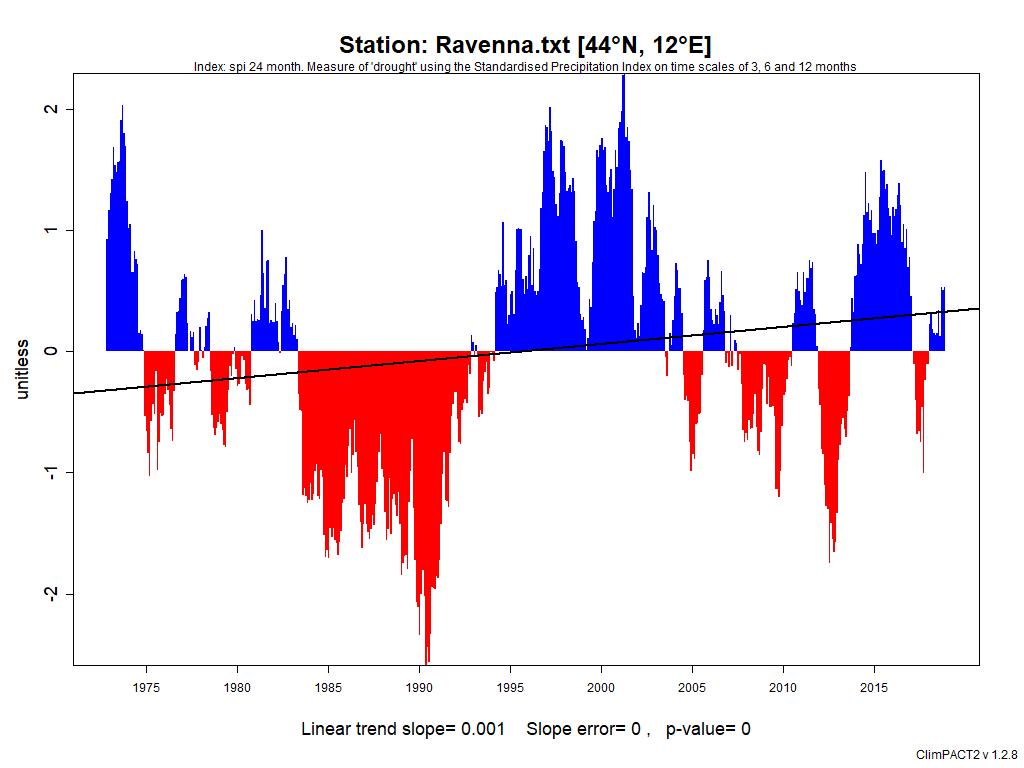 Station: Ravenna.txt [44°N, 12°E]
Index: spi 24 month. Measure of 'drought' using the Standardised Precipitation Index on time scales of 3, 6 and 12 months
unitless
2
1
0
-1
-2
1975 1980 1985 1990 1995 2000 2005 2010 2015
Linear trend slope= 0.001 Slope error= 0 , p-value= 0
ClimPACT2 v 1.2.8